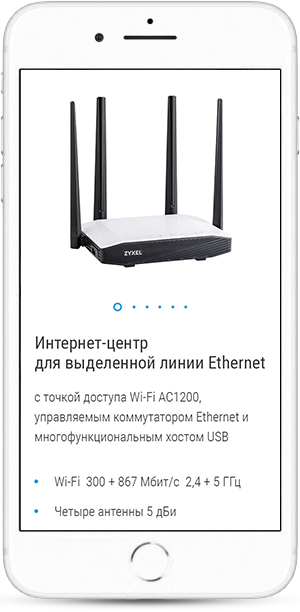 ZYXEL
Интернет-центр
для выделенной линии Ethernet
с точкой доступа Wi-Fi AC1200,
управляемым коммутатором Ethernet и
многофункциональным хостом USB
Wi-Fi 300 + 867 Мбит/с 2,4 + 5 ГГц
Четыре антенны 5 дБи